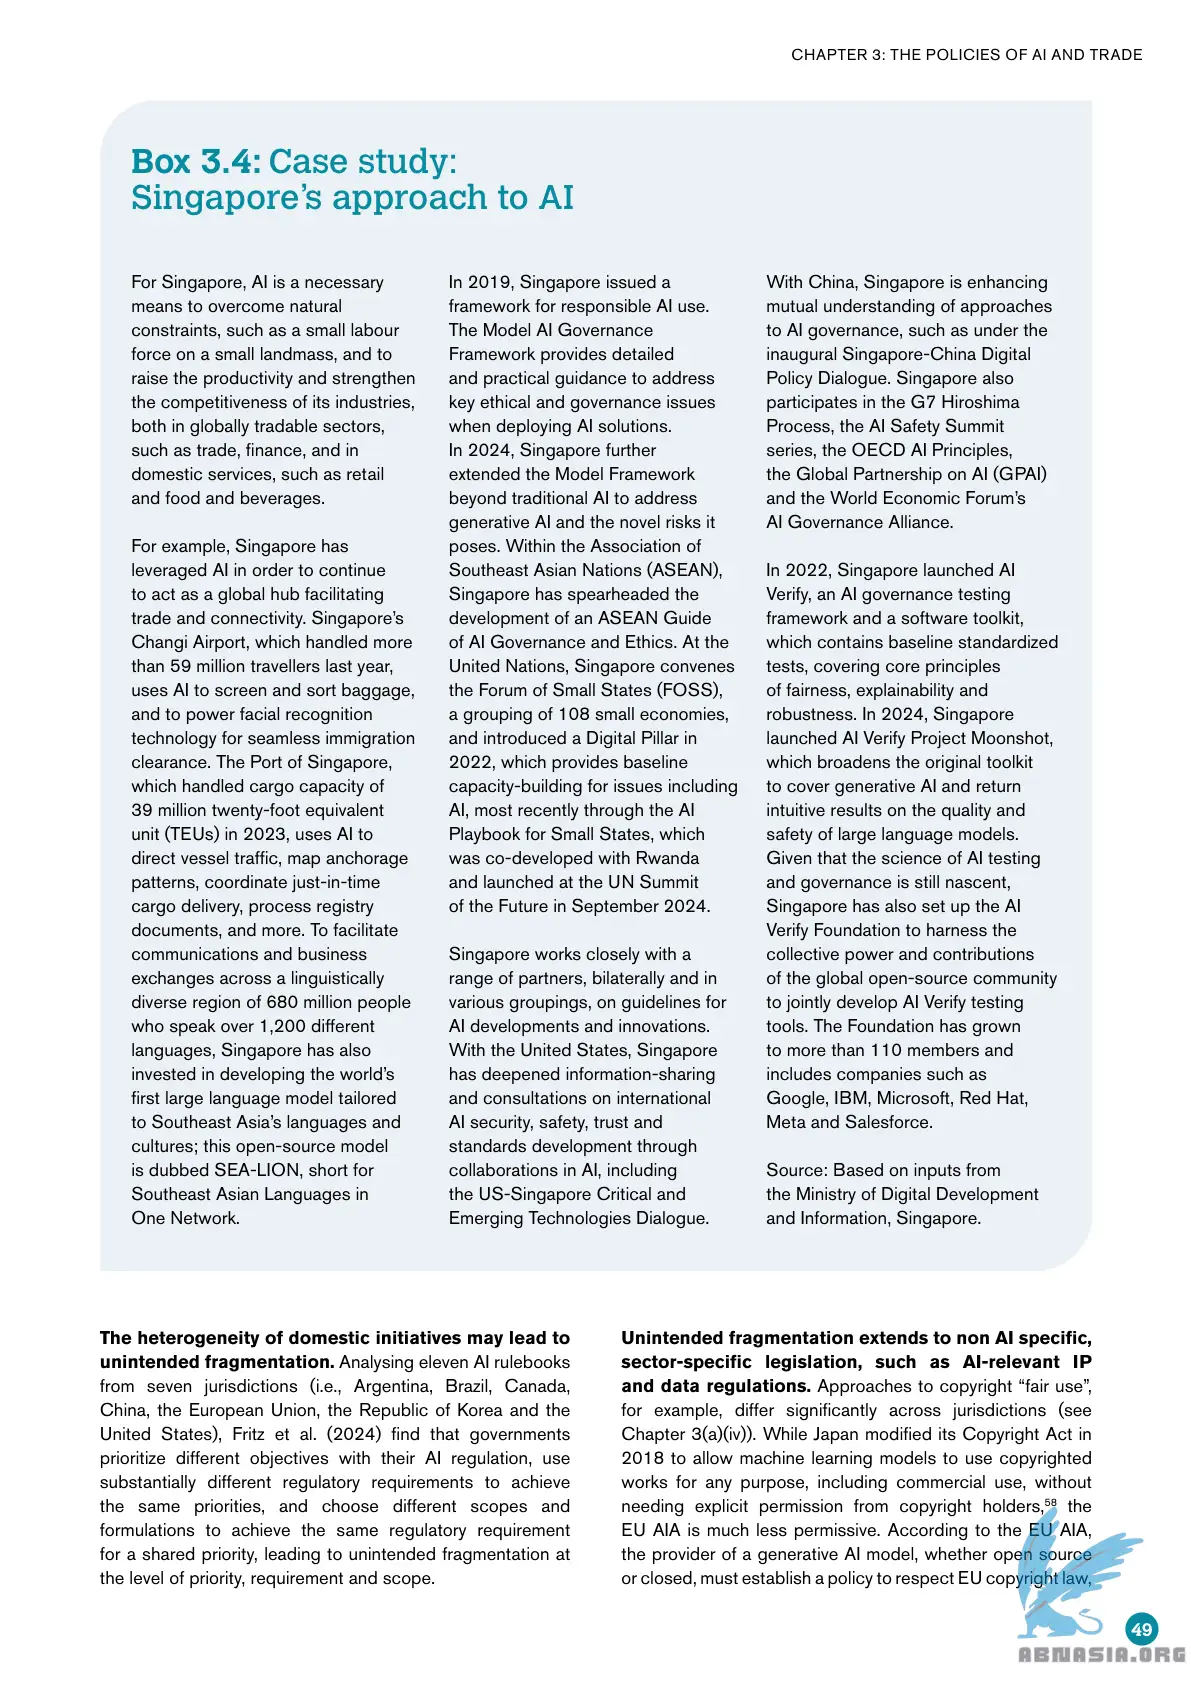 CHAPTER 3: THE POLICIES OF AI AND TRADE
Box 3.4: Case study:
Singapore's approach to AI
For Singapore, AI is a necessary
means to overcome natural
constraints, such as a small labour
force on a small landmass, and to
raise the productivity and strengthen
the competitiveness of its industries,
both in globally tradable sectors,
such as trade, finance, and in
domestic services, such as retail
and food and beverages.
For example, Singapore has
leveraged AI in order to continue
to act as a global hub facilitating
trade and connectivity. Singapore's
Changi Airport, which handled more
than 59 million travellers last year,
uses AI to screen and sort baggage,
and to power facial recognition
technology for seamless immigration
clearance. The Port of Singapore,
which handled cargo capacity of
39 million twenty-foot equivalent
unit (TEUs) in 2023, uses AI to
direct vessel traffic, map anchorage
patterns, coordinate just-in-time
cargo delivery, process registry
documents, and more. To facilitate
communications and business
exchanges across a linguistically
diverse region of 680 million people
who speak over 1,200 different
languages, Singapore has also
invested in developing the world's
first large language model tailored
to Southeast Asia's languages and
cultures; this open-source model
is dubbed SEA-LION, short for
Southeast Asian Languages in
One Network.
In 2019, Singapore issued a
framework for responsible AI use.
The Model AI Governance
Framework provides detailed
and practical guidance to address
key ethical and governance issues
when deploying AI solutions.
In 2024, Singapore further
extended the Model Framework
beyond traditional AI to address
generative AI and the novel risks it
poses. Within the Association of
Southeast Asian Nations (ASEAN),
Singapore has spearheaded the
development of an ASEAN Guide
of AI Governance and Ethics. At the
United Nations, Singapore convenes
the Forum of Small States (FOSS),
a grouping of 108 small economies,
and introduced a Digital Pillar in
2022, which provides baseline
capacity-building for issues including
AI, most recently through the AI
Playbook for Small States, which
was co-developed with Rwanda
and launched at the UN Summit
of the Future in September 2024.
Singapore works closely with a
range of partners, bilaterally and in
various groupings, on guidelines for
AI developments and innovations.
With the United States, Singapore
has deepened information-sharing
and consultations on international
AI security, safety, trust and
standards development through
collaborations in AI, including
the US-Singapore Critical and
Emerging Technologies Dialogue.
With China, Singapore is enhancing
mutual understanding of approaches
to AI governance, such as under the
inaugural Singapore-China Digital
Policy Dialogue. Singapore also
participates in the G7 Hiroshima
Process, the AI Safety Summit
series, the OECD AI Principles,
the Global Partnership on AI (GPAI)
and the World Economic Forum's
AI Governance Alliance.
In 2022, Singapore launched AI
Verify, an AI governance testing
framework and a software toolkit,
which contains baseline standardized
tests, covering core principles
of fairness, explainability and
robustness. In 2024, Singapore
launched AI Verify Project Moonshot,
which broadens the original toolkit
to cover generative AI and return
intuitive results on the quality and
safety of large language models.
Given that the science of AI testing
and governance is still nascent,
Singapore has also set up the AI
Verify Foundation to harness the
collective power and contributions
of the global open-source community
to jointly develop AI Verify testing
tools. The Foundation has grown
to more than 110 members and
includes companies such as
Google, IBM, Microsoft, Red Hat,
Meta and Salesforce.
Source: Based on inputs from
the Ministry of Digital Development
and Information, Singapore.
The heterogeneity of domestic initiatives may lead to
unintended fragmentation. Analysing eleven AI rulebooks
from seven jurisdictions (i.e., Argentina, Brazil, Canada,
China, the European Union, the Republic of Korea and the
United States), Fritz et al. (2024) find that governments
prioritize different objectives with their AI regulation, use
substantially different regulatory requirements to achieve
the same priorities, and choose different scopes and
formulations to achieve the same regulatory requirement
for a shared priority, leading to unintended fragmentation at
the level of priority, requirement and scope.
Unintended fragmentation extends to non AI specific,
sector-specific legislation, such as AI-relevant IP
and data regulations. Approaches to copyright “fair use”,
for example, differ significantly across jurisdictions (see
Chapter 3(a)(iv)). While Japan modified its Copyright Act in
2018 to allow machine learning models to use copyrighted
works for any purpose, including commercial use, without
needing explicit permission from copyright holders,58 the
EU AIA is much less permissive. According to the EU AIA,
the provider of a generative AI model, whether open source
or closed, must establish a policy to respect EU copyright law,
49
ABNASIA.ORG